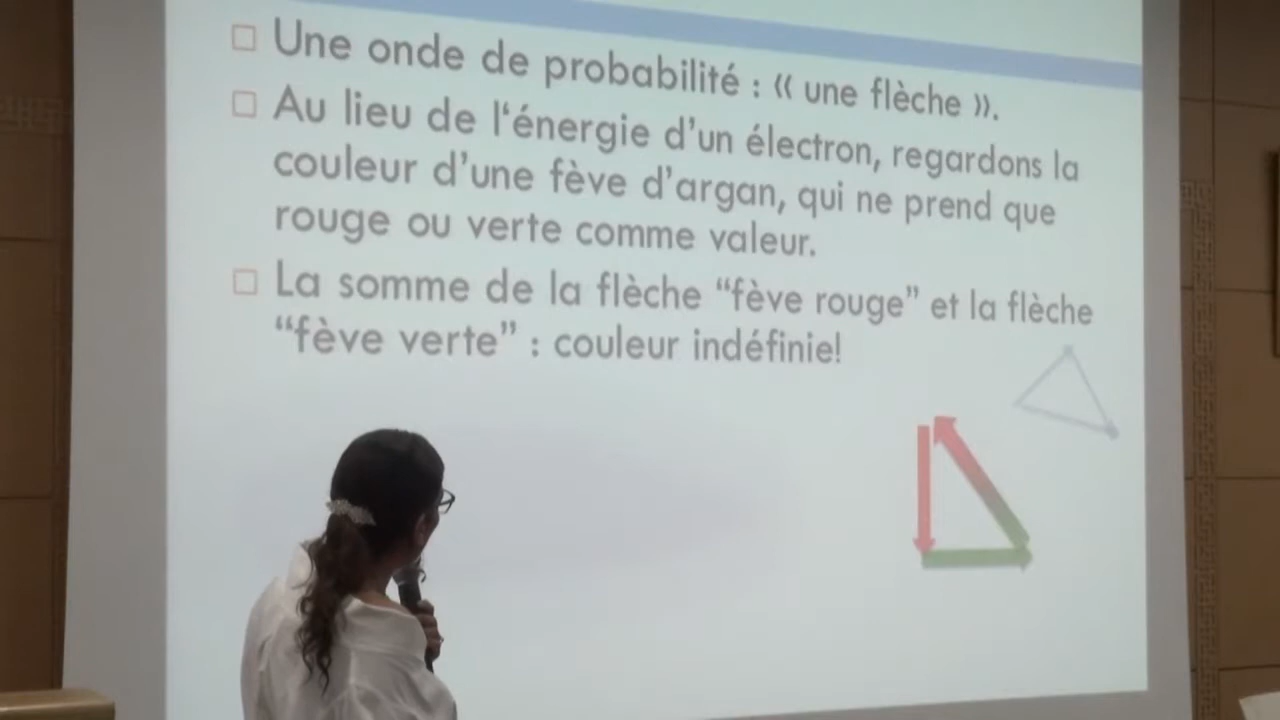 Une onde de probabilité : « une flèche ».
Au lieu de l‘énergie d’un électron, regardons la
couleur d’une fève d’argan, qui ne prend que
rouge ou verte comme valeur.
La somme de la flèche “fève rouge” et la flèche
“fève verte” : couleur indéfinie!